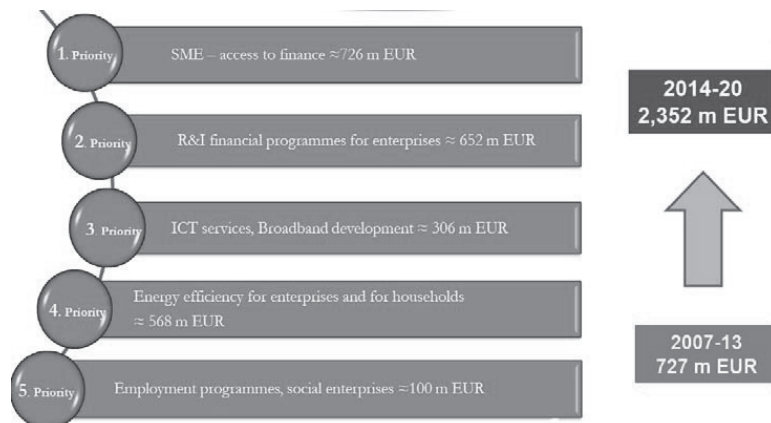 1. Priority
SME – access to finance ≈726 m EUR
2. Priority
R&I financial programmes for enterprises ≈ 652 m EUR
3 Priority
ICT services, Broadband development ≈ 306 m EUR
4. Priority
Energy efficiency for enterprises and for households
≈ 568 m EUR
5. Priority
Employment programmes, social enterprises ≈100 m EUR
2014-20
2,352 m EUR
2007-13
727 m EUR